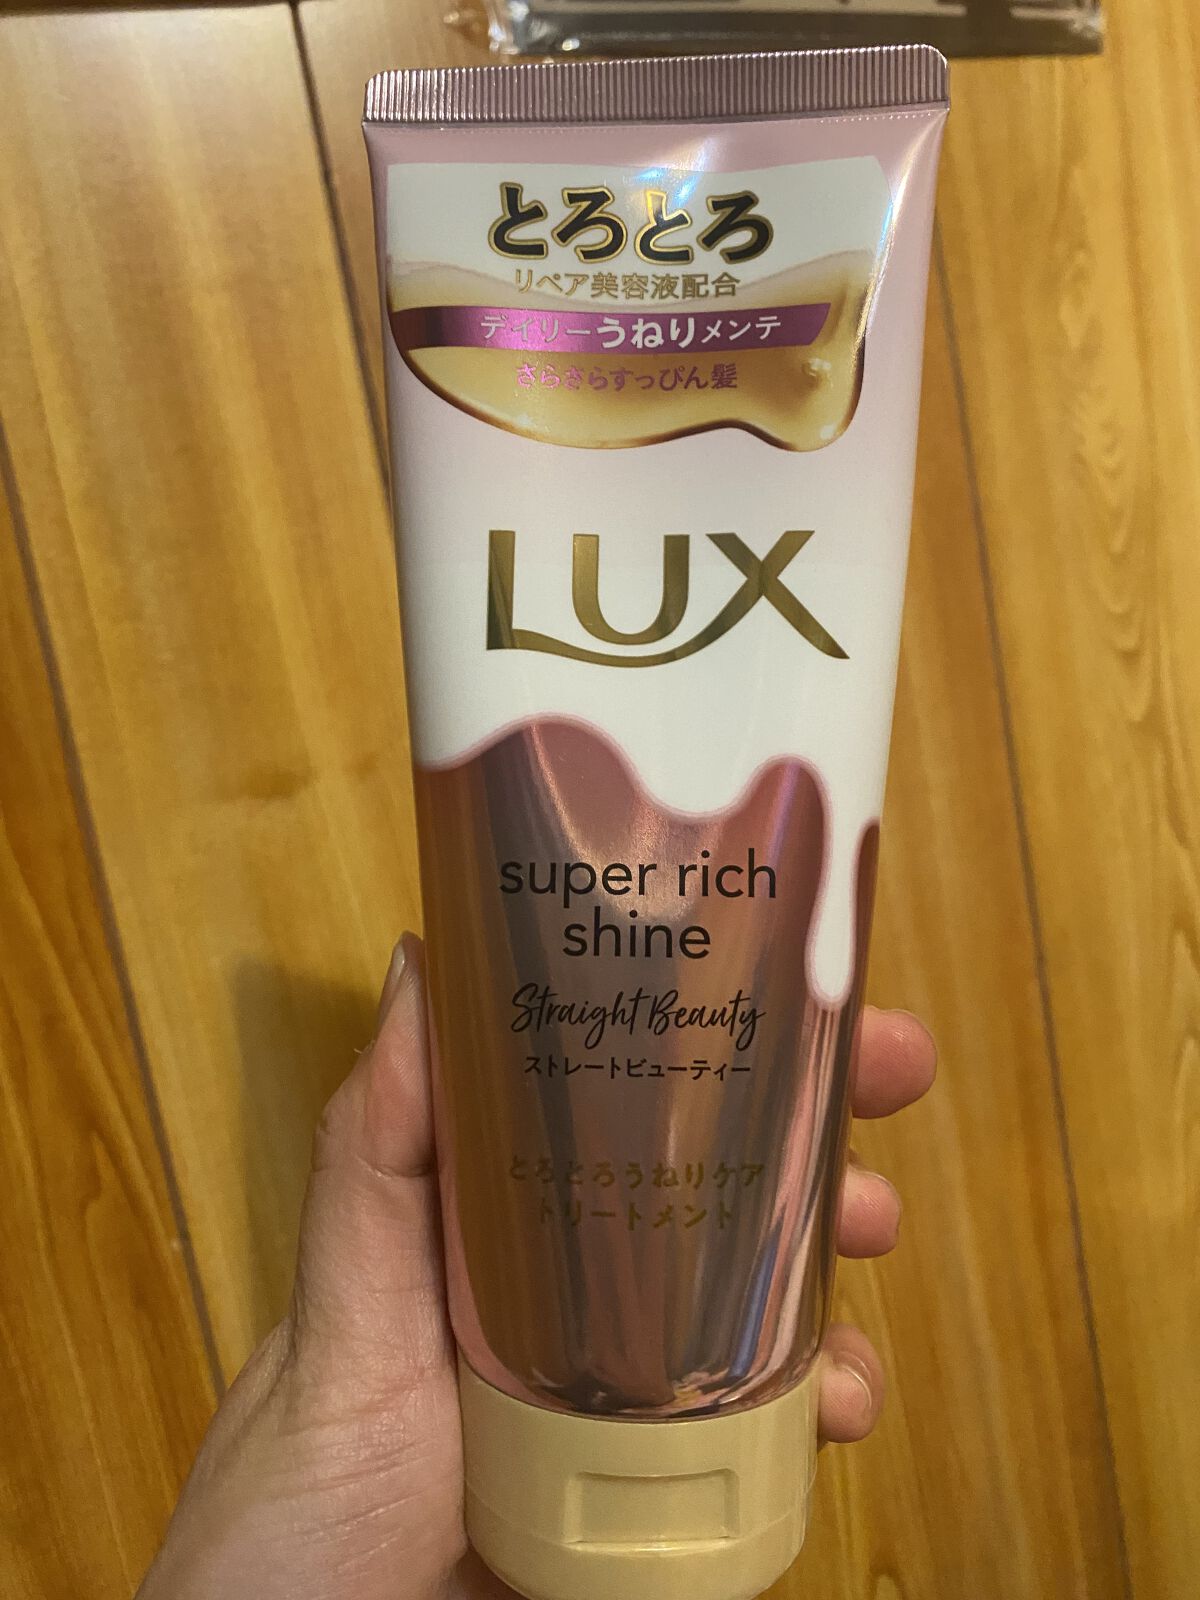 とろとろ
リペア美容液配合
デイリーうねりメンテ
さらさらすっぴん髪
LUX
super rich
shine
Straight Beauty
ストレートビューティー
とろとろうねりケア
トリートメント